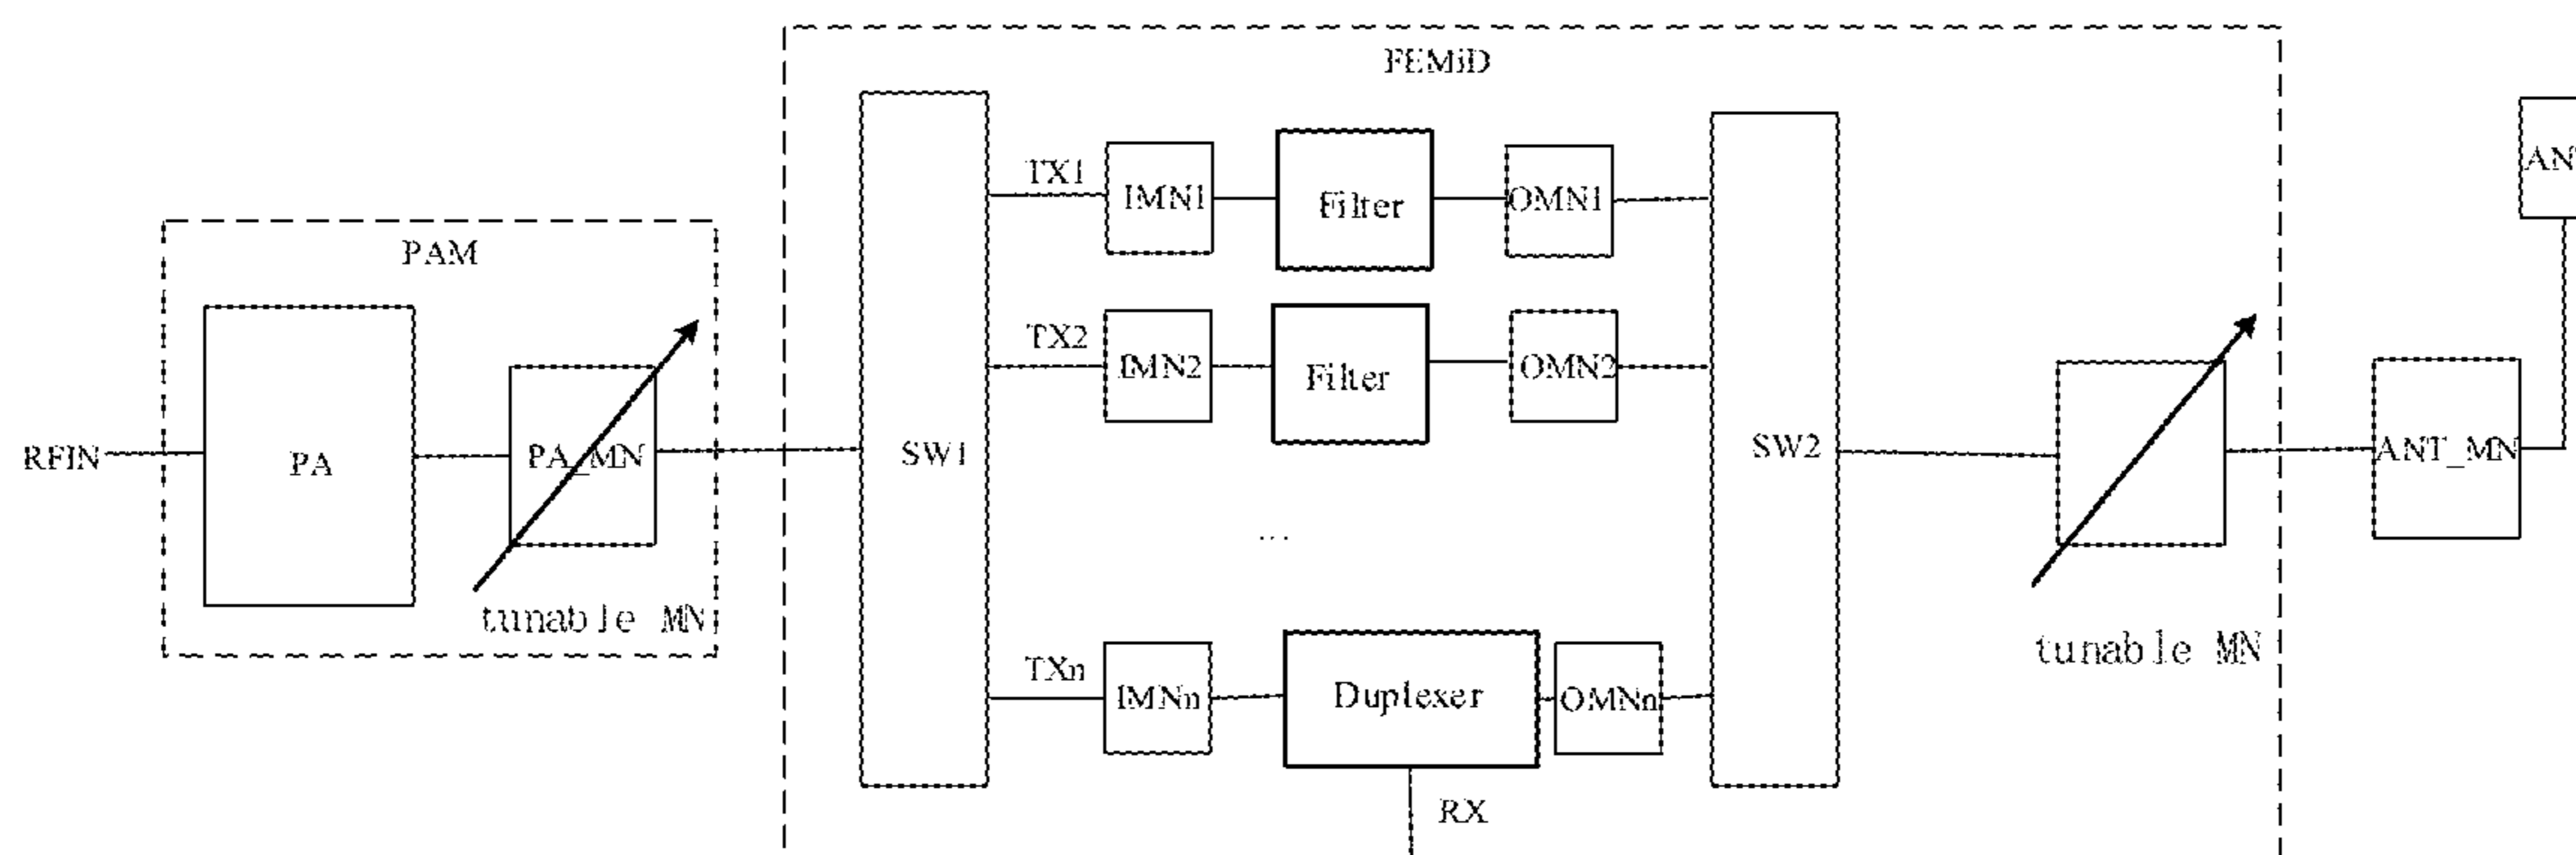 FEMiD
PAM
RFIN
PA
PA_MN
tunable MN
SW1
TX1
IMN1
Filter
OMN1
TX2
IMN2
Filter
OMN2
...
TXn
IMNn
Duplexer
OMNn
RX
SW2
tunable MN
ANT_MN
AN